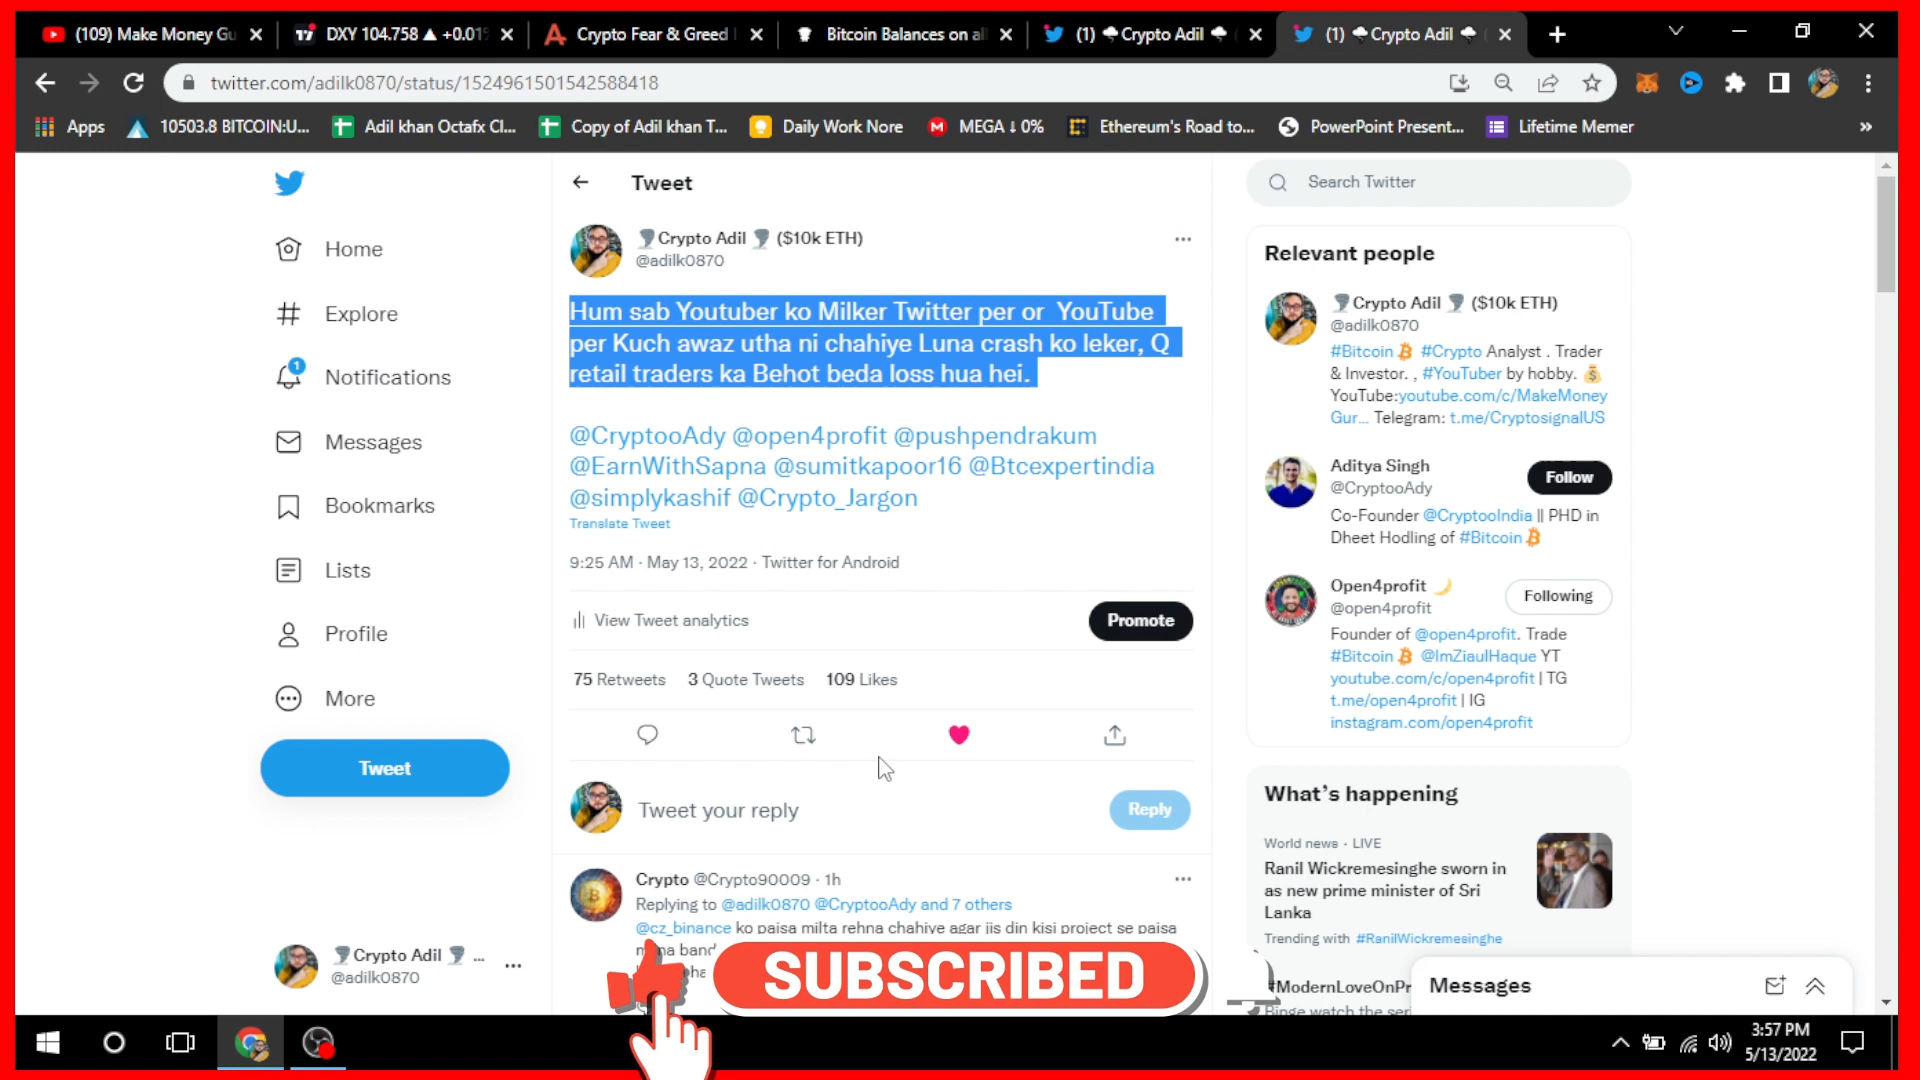 (109) Make Money Gu
DXY 104.758 ▲ +0.01%
Crypto Fear & Greed
Bitcoin Balances on al
(1) 🌪Crypto Adil 🌪 (
(1) 🌪Crypto Adil 🌪
twitter.com/adilk0870/status/1524961501542588418
Apps
10503.8 BITCOIN:U...
Adil khan Octafx Cl...
Copy of Adil khan T...
Daily Work Nore
MEGA ↓ 0%
Ethereum's Road to...
PowerPoint Present...
Lifetime Memer
»
Home
Explore
1
Notifications
Messages
Bookmarks
Lists
Profile
More
Tweet
🌪Crypto Adil 🌪 ...
@adilk0870
Tweet
🌪Crypto Adil 🌪 ($10k ETH)
@adilk0870
Hum sab Youtuber ko Milker Twitter per or YouTube
per Kuch awaz utha ni chahiye Luna crash ko leker, Q
retail traders ka Behot beda loss hua hei.
@CryptooAdy @open4profit @pushpendrakum
@EarnWithSapna @sumitkapoor16 @Btcexpertindia
@simplykashif @Crypto_Jargon
Translate Tweet
9:25 AM · May 13, 2022 · Twitter for Android
View Tweet analytics
Promote
75 Retweets 3 Quote Tweets 109 Likes
Tweet your reply
Reply
Crypto @Crypto90009 · 1h
Replying to @adilk0870 @CryptooAdy and 7 others
@cz_binance ko paisa milta rehna chahiye agar jis din kisi project se paisa
SUBSCRIBED
Search Twitter
Relevant people
🌪Crypto Adil 🌪 ($10k ETH)
@adilk0870
#Bitcoin #Crypto Analyst . Trader
& Investor. , #YouTuber by hobby. 💰
YouTube:youtube.com/c/MakeMoney
Gur... Telegram: t.me/CryptosignalUS
Aditya Singh
@CryptooAdy
Follow
Co-Founder @CryptooIndia || PHD in
Dheet Hodling of #Bitcoin
Open4profit 🌙
@open4profit
Following
Founder of @open4profit. Trade
#Bitcoin @ImZiaulHaque YT
youtube.com/c/open4profit | TG
t.me/open4profit | IG
instagram.com/open4profit
What's happening
World news · LIVE
Ranil Wickremesinghe sworn in
as new prime minister of Sri
Lanka
Trending with #RanilWickremesinghe
#ModernLoveOnPr
Binge watch the seri
Messages
3:57 PM
5/13/2022